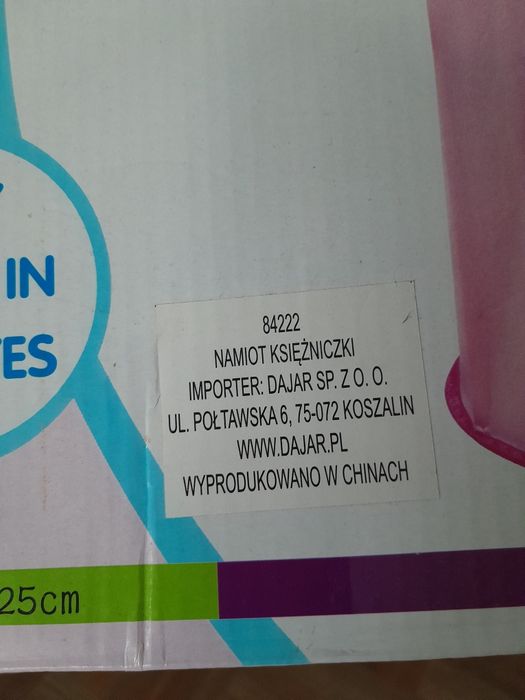 IN
84222
NAMIOT KSIĘŻNICZKI
IMPORTER: DAJAR SP. Z O. O.
UL. POŁTAWSKA 6, 75-072 KOSZALIN
WWW.DAJAR.PL
WYPRODUKOWANO W CHINACH
25cm